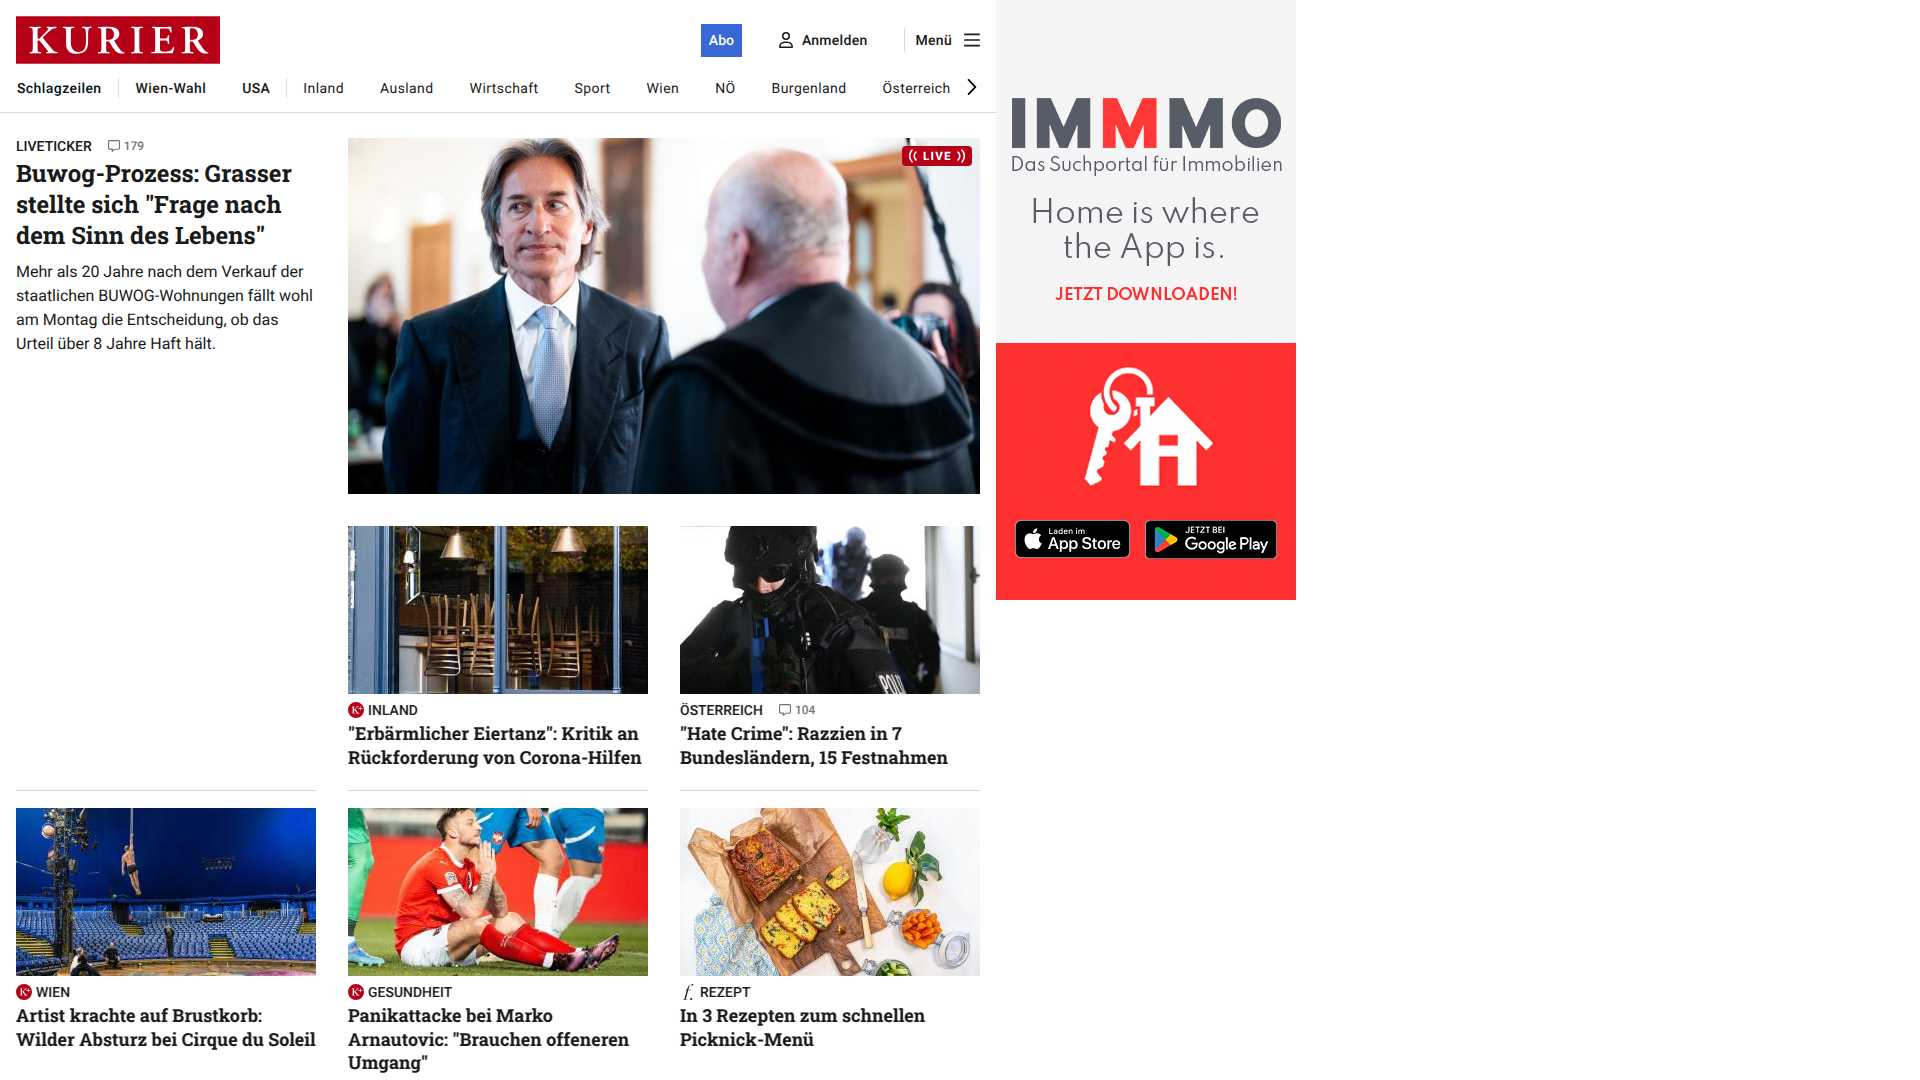 KURIER
Abo
Anmelden
Menü
Schlagzeilen
Wien-Wahl
USA
Inland
Ausland
Wirtschaft
Sport
Wien
NÖ
Burgenland
Österreich
LIVETICKER 179
Buwog-Prozess: Grasser
stellte sich "Frage nach
dem Sinn des Lebens"
Mehr als 20 Jahre nach dem Verkauf der
staatlichen BUWOG-Wohnungen fällt wohl
am Montag die Entscheidung, ob das
Urteil über 8 Jahre Haft hält.
(( LIVE ))
POLI
K+ INLAND
"Erbärmlicher Eiertanz": Kritik an
Rückforderung von Corona-Hilfen
ÖSTERREICH 104
"Hate Crime": Razzien in 7
Bundesländern, 15 Festnahmen
K+ WIEN
Artist krachte auf Brustkorb:
Wilder Absturz bei Cirque du Soleil
K+ GESUNDHEIT
Panikattacke bei Marko
Arnautovic: "Brauchen offeneren
Umgang"
f. REZEPT
In 3 Rezepten zum schnellen
Picknick-Menü
IMMMO
Das Suchportal für Immobilien
Home is where
the App is.
JETZT DOWNLOADEN!
Laden im
App Store
JETZT BEI
Google Play